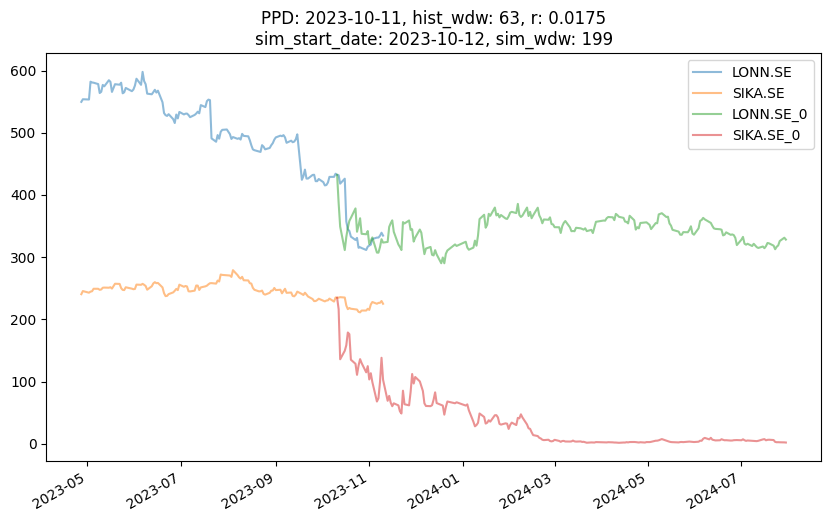 PPD: 2023-10-11, hist_wdw: 63, r: 0.0175
sim_start_date: 2023-10-12, sim_wdw: 199
LONN.SE
SIKA.SE
LONN.SE_0
SIKA.SE_0
600
500
400
300
200
100
0
2023-05
2023-07
2023-09
2023-11
2024-01
2024-03
2024-05
2024-07